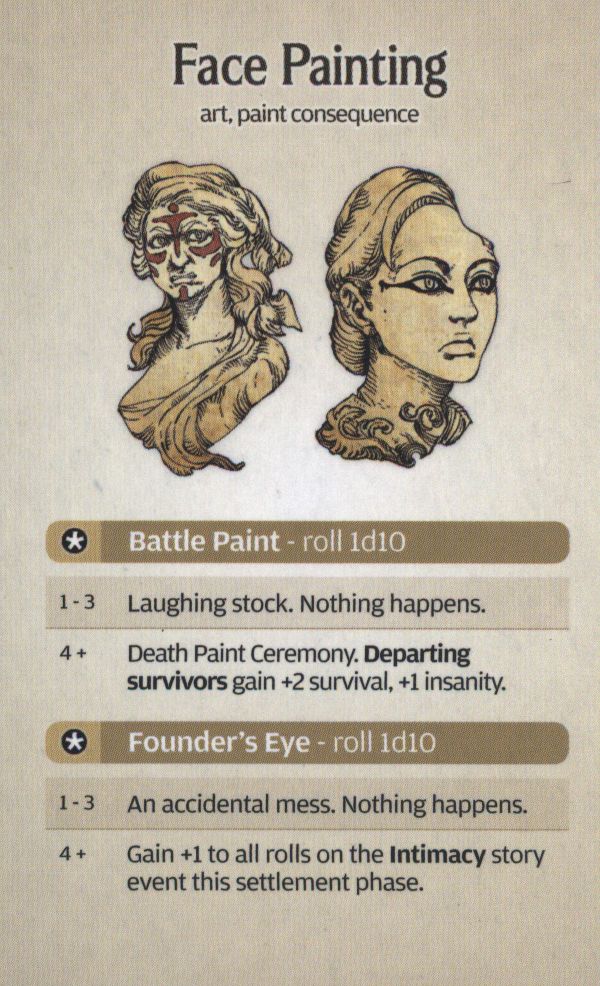 Face Painting
art, paint consequence
Battle Paint - roll 1d10
1 - 3 Laughing stock. Nothing happens.
4 + Death Paint Ceremony. Departing
survivors gain +2 survival, +1 insanity.
Founder's Eye - roll 1d10
1 - 3 An accidental mess. Nothing happens.
4 + Gain +1 to all rolls on the Intimacy story
event this settlement phase.